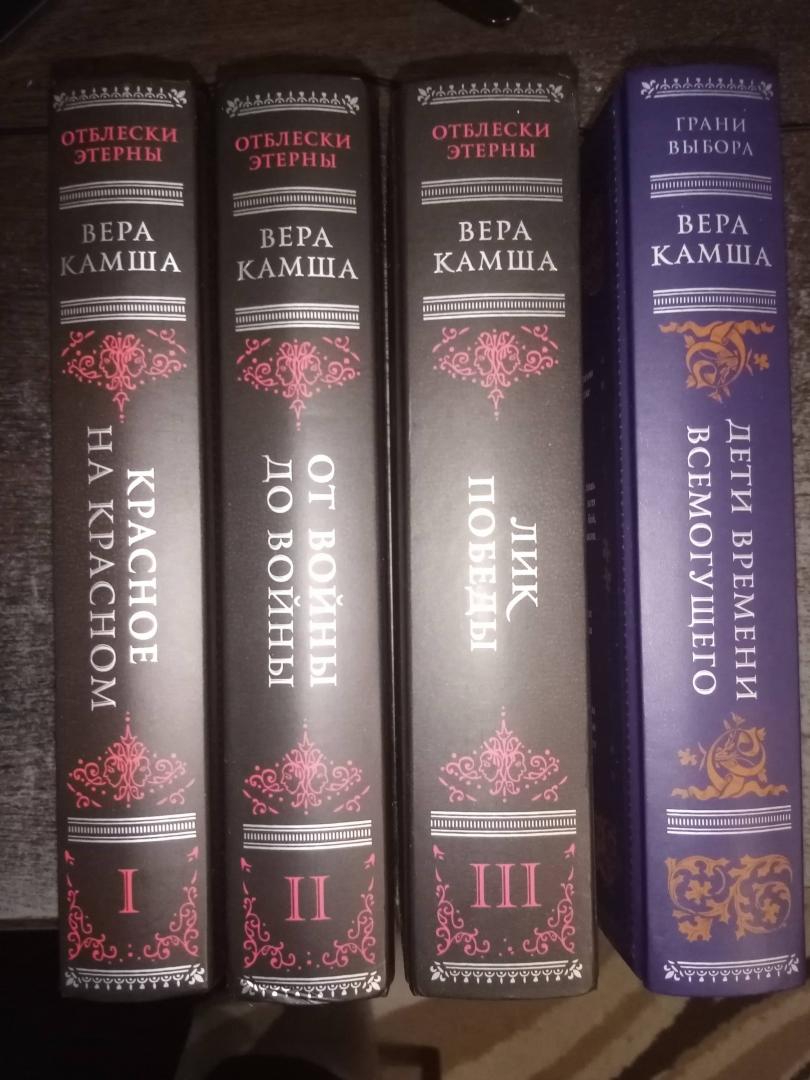 ОТБЛЕСКИ
ЭТЕРНЫ
ВЕРА
КАМША
КРАСНОЕ
НА КРАСНОМ
I
ОТБЛЕСКИ
ЭТЕРНЫ
ВЕРА
КАМША
ОТ ВОЙНЫ
ДО ВОЙНЫ
II
ОТБЛЕСКИ
ЭТЕРНЫ
ВЕРА
КАМША
ЛИК
ПОБЕДЫ
III
ГРАНИ
ВЫБОРА
ВЕРА
КАМША
ДЕТИ ВРЕМЕНИ
ВСЕМОГУЩЕГО